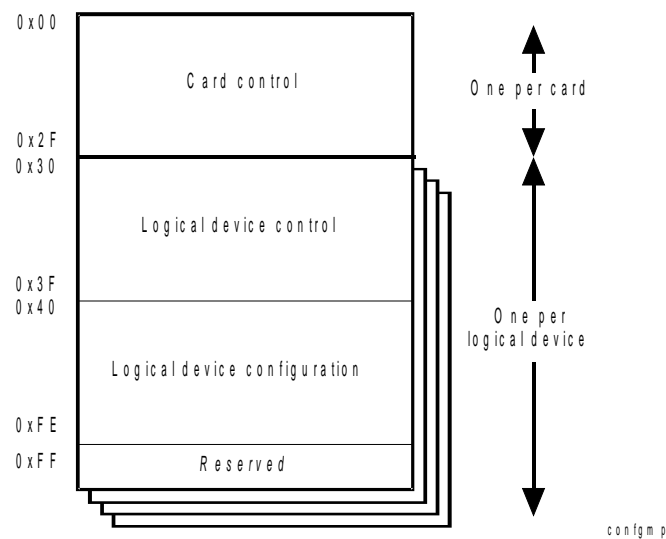 0x00
Card control
One per card
0x2F
0x30
Logical device control
0x3F
0x40
One per
logical device
Logical device configuration
0xFE
0xFF
Reserved
confgmp